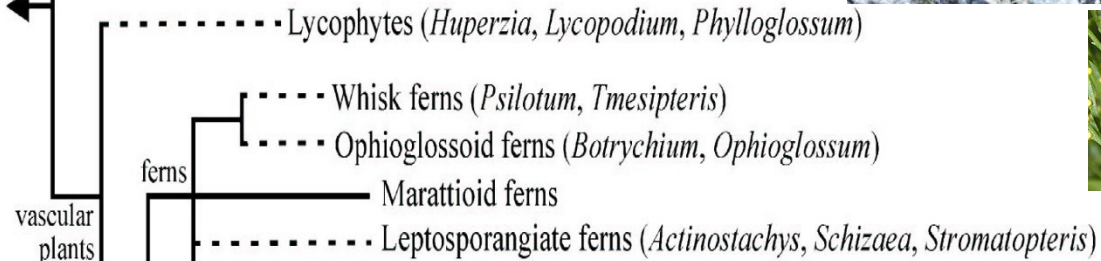 Lycophytes (Huperzia, Lycopodium, Phylloglossum)
Whisk ferns (Psilotum, Tmesipteris)
Ophioglossoid ferns (Botrychium, Ophioglossum)
ferns
Marattioid ferns
vascular
plants
Leptosporangiate ferns (Actinostachys, Schizaea, Stromatopteris)